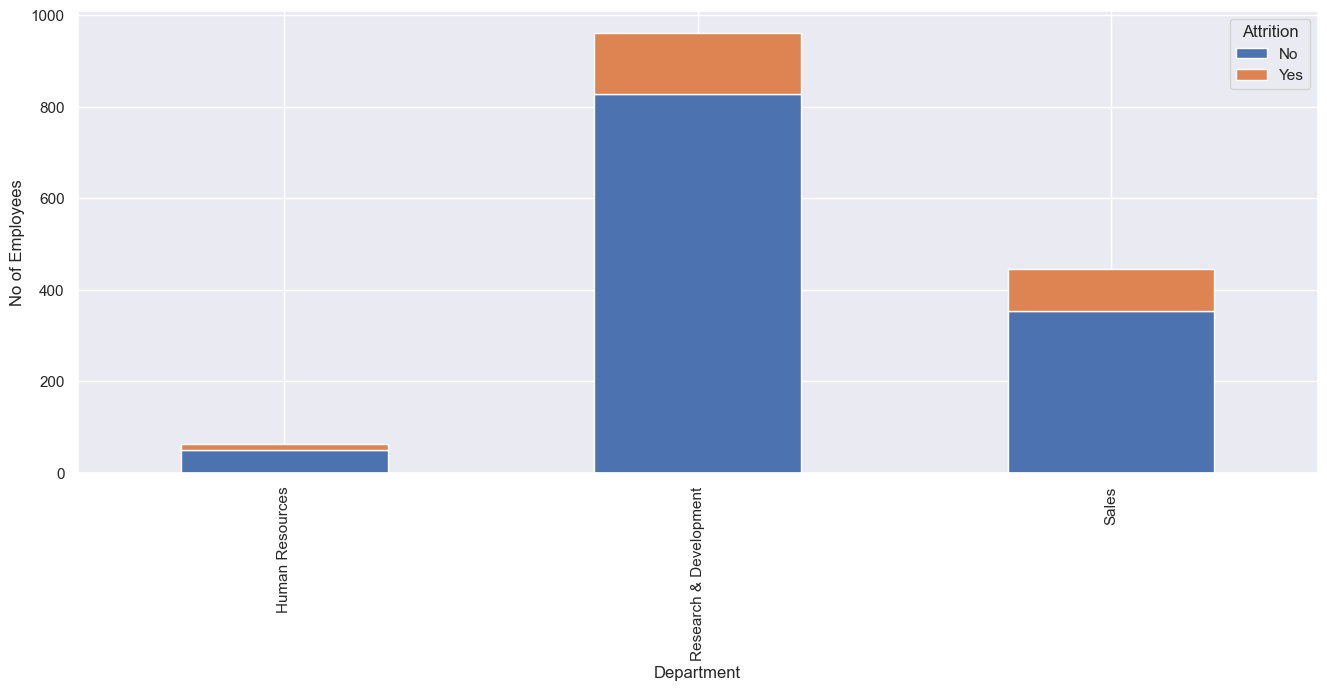 1000
800
600
400
200
0
No of Employees
Attrition
No
Yes
Human Resources
Research & Development
Sales
Department